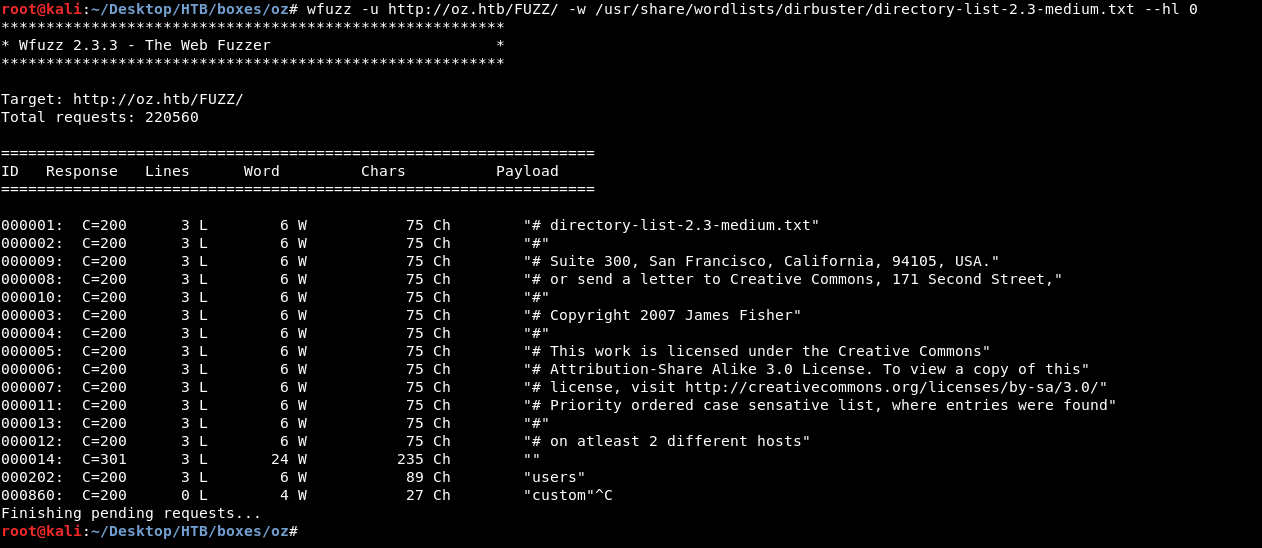 root@kali:~/Desktop/HTB/boxes/oz# wfuzz -u http://oz.htb/FUZZ/ -w /usr/share/wordlists/dirbuster/directory-list-2.3-medium.txt --hl 0
********************************************************
* Wfuzz 2.3.3 - The Web Fuzzer                         *
********************************************************

Target: http://oz.htb/FUZZ/
Total requests: 220560

==================================================================
ID   Response   Lines      Word         Chars          Payload
==================================================================

000001:  C=200      3 L        6 W           75 Ch        "# directory-list-2.3-medium.txt"
000002:  C=200      3 L        6 W           75 Ch        "#"
000009:  C=200      3 L        6 W           75 Ch        "# Suite 300, San Francisco, California, 94105, USA."
000008:  C=200      3 L        6 W           75 Ch        "# or send a letter to Creative Commons, 171 Second Street,"
000010:  C=200      3 L        6 W           75 Ch        "#"
000003:  C=200      3 L        6 W           75 Ch        "# Copyright 2007 James Fisher"
000004:  C=200      3 L        6 W           75 Ch        "#"
000005:  C=200      3 L        6 W           75 Ch        "# This work is licensed under the Creative Commons"
000006:  C=200      3 L        6 W           75 Ch        "# Attribution-Share Alike 3.0 License. To view a copy of this"
000007:  C=200      3 L        6 W           75 Ch        "# license, visit http://creativecommons.org/licenses/by-sa/3.0/"
000011:  C=200      3 L        6 W           75 Ch        "# Priority ordered case sensative list, where entries were found"
000013:  C=200      3 L        6 W           75 Ch        "#"
000012:  C=200      3 L        6 W           75 Ch        "# on atleast 2 different hosts"
000014:  C=301      3 L       24 W          235 Ch        ""
000202:  C=200      3 L        6 W           89 Ch        "users"
000860:  C=200      0 L        4 W           27 Ch        "custom"^C
Finishing pending requests...
root@kali:~/Desktop/HTB/boxes/oz#